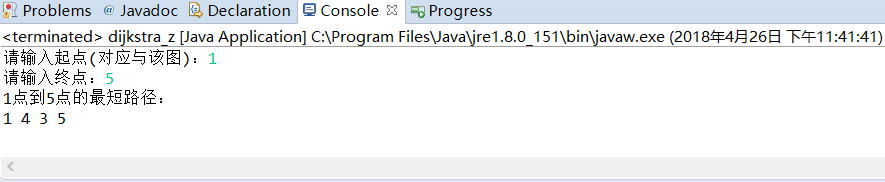 Problems @ Javadoc Declaration Console Progress
<terminated> dijkstra_z [Java Application] C:\Program Files\Java\jre1.8.0_151\bin\javaw.exe (2018年4月26日 下午11:41:41)
请输入起点(对应与该图): 1
请输入终点: 5
1点到5点的最短路径:
1 4 3 5